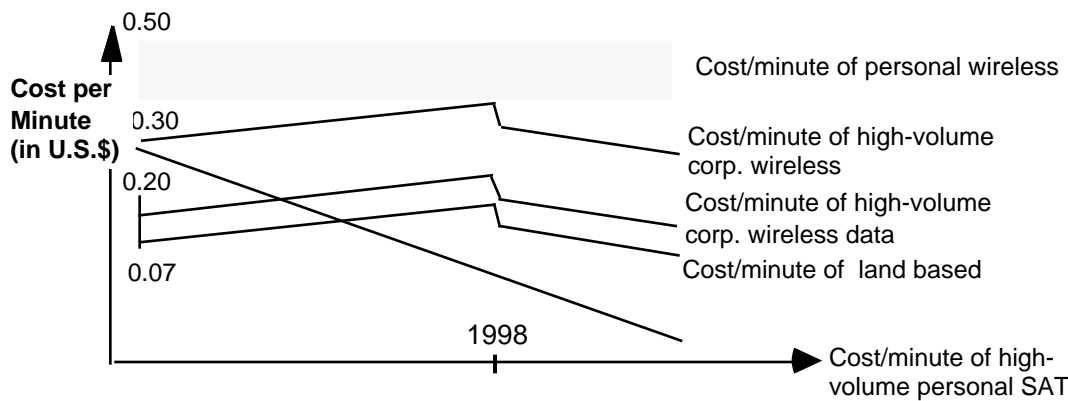 0.50
Cost/minute of personal wireless
Cost per
Minute
(in U.S.$)
0.30
Cost/minute of high-volume
corp. wireless
0.20
Cost/minute of high-volume
corp. wireless data
0.07
Cost/minute of  land based
1998
Cost/minute of high-
volume personal SAT